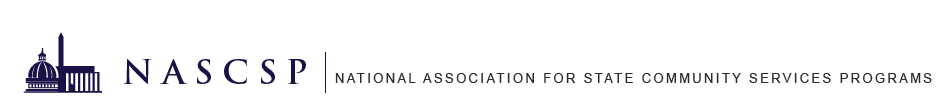 NASCSP
NATIONAL ASSOCIATION FOR STATE COMMUNITY SERVICES PROGRAMS